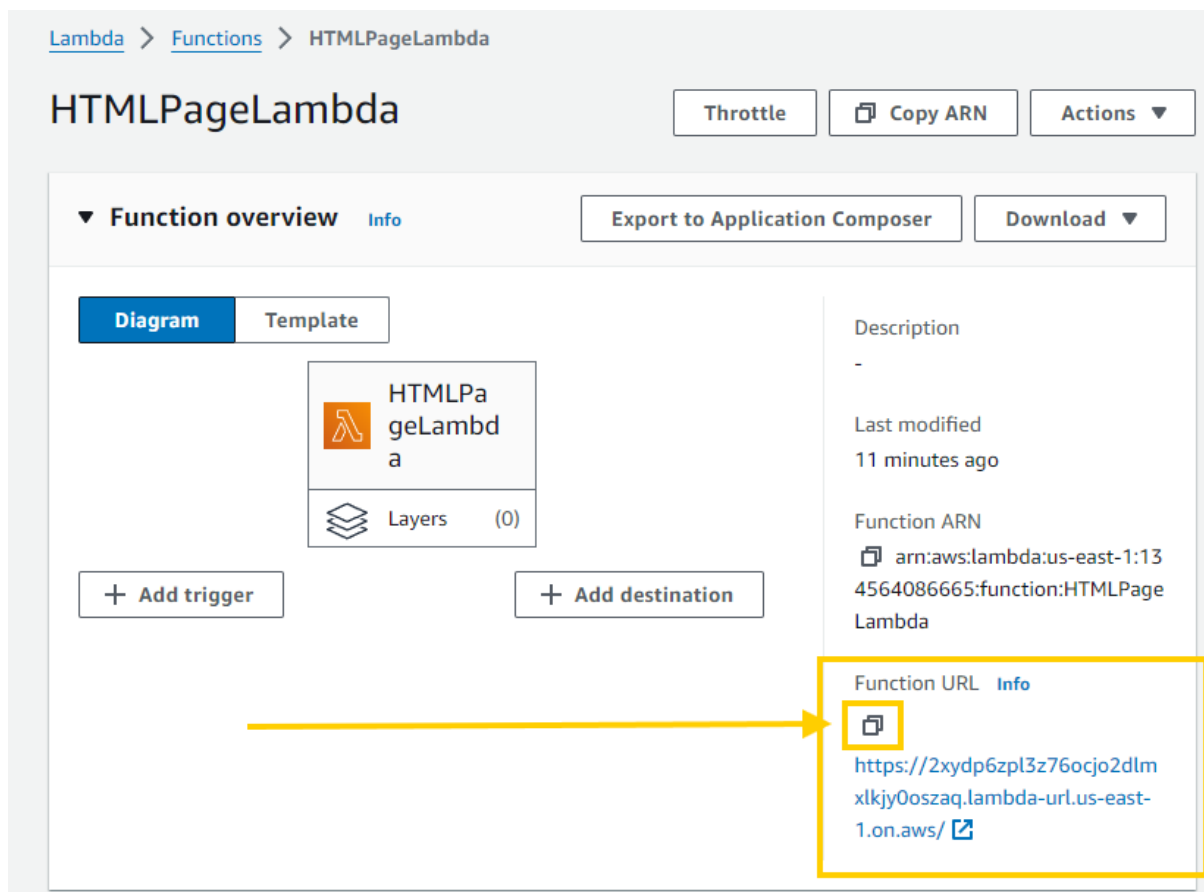 Lambda > Functions > HTMLPageLambda
HTMLPageLambda
Throttle
Copy ARN
Actions
Function overview Info
Export to Application Composer
Download
Diagram
Template
HTMLPa
geLambd
a
Layers (0)
+ Add trigger
+ Add destination
Description
-
Last modified
11 minutes ago
Function ARN
arn:aws:lambda:us-east-1:13
4564086665:function:HTMLPage
Lambda
Function URL Info
https://2xydp6zpl3z76ocjo2dlm
xlkjy0oszaq.lambda-url.us-east-
1.on.aws/